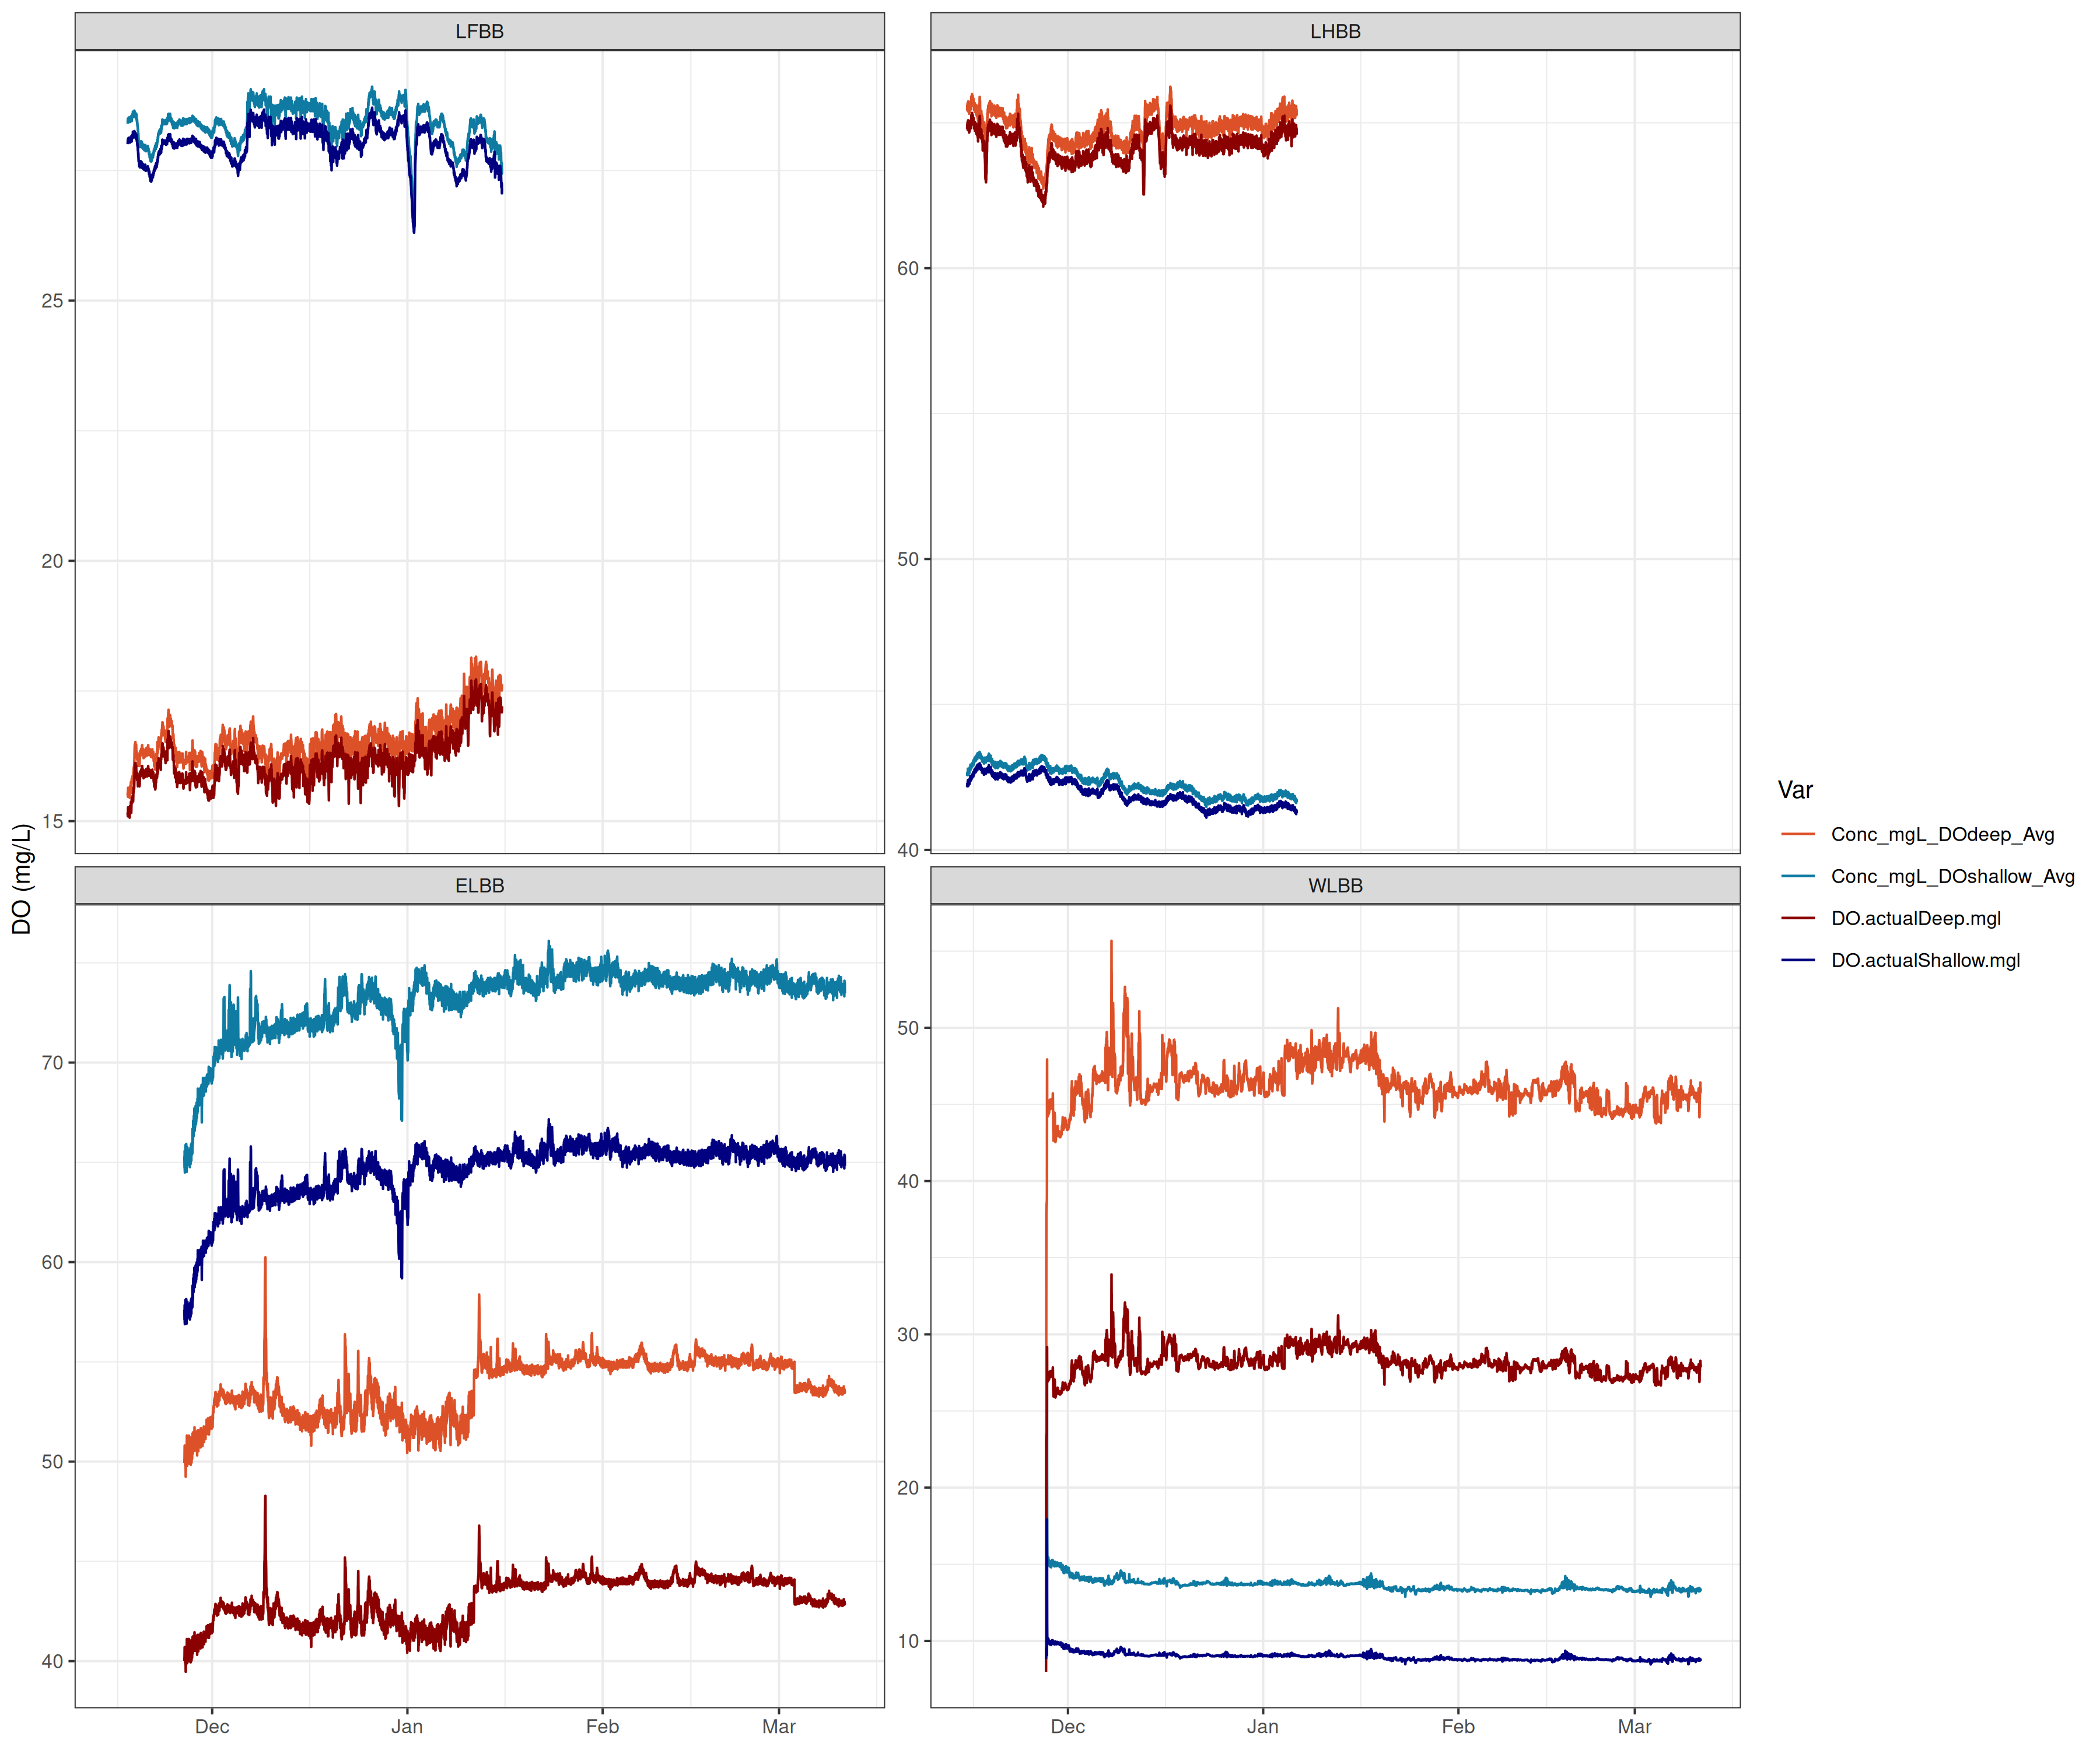 LFBB
LHBB
25
20
15
60
50
40
DO (mg/L)
ELBB
WLBB
70
60
50
40
50
40
30
20
10
Dec
Jan
Feb
Mar
Dec
Jan
Feb
Mar
Var
Conc_mgL_DOdeep_Avg
Conc_mgL_DOshallow_Avg
DO.actualDeep.mgl
DO.actualShallow.mgl